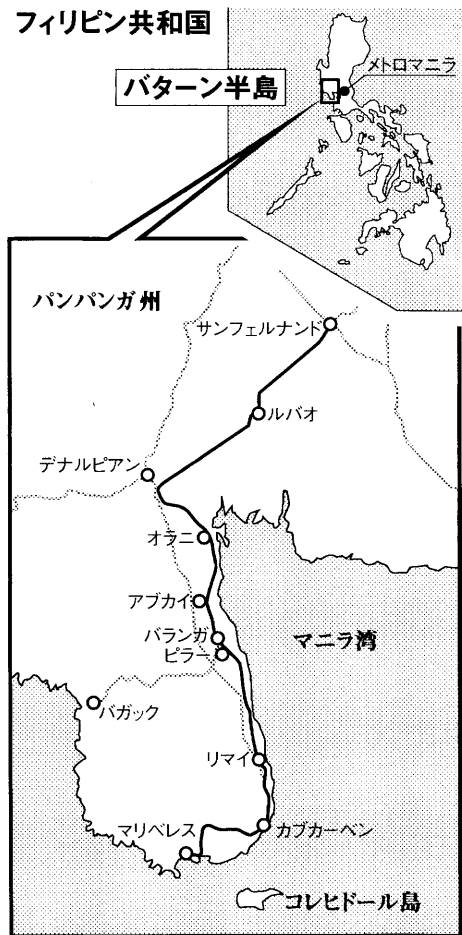 フィリピン共和国
メトロマニラ
バターン半島
パンパンガ州
サンフェルナンド
ルバオ
デナルピアン
オラニ
アブカイ
バランガ
マニラ湾
ピラー
バガック
リマイ
マリベレス
カブカーベン
コレヒドール島